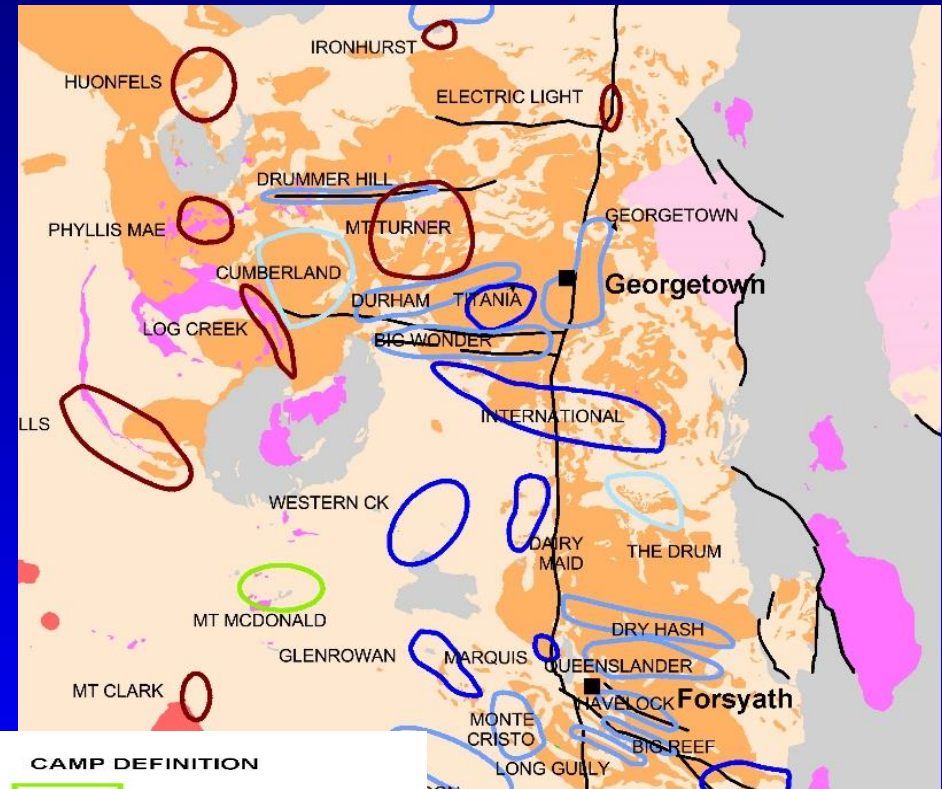 IRONHURST
HUONFELS
ELECTRIC LIGHT
DRUMMER HILL
GEORGETOWN
PHYLLIS MAE
MT TURNER
CUMBERLAND
Georgetown
DURHAM
TITANIA
LOG CREEK
BIG WONDER
INTERNATIONAL
LLS
WESTERN CK
DAIRY
MAID
THE DRUM
MT MCDONALD
DRY HASH
GLENROWAN
MARQUIS
QUEENSLANDER
MT CLARK
HAVELOCK
Forsyath
MONTE
CRISTO
BIG REEF
LONG GULLY
CAMP DEFINITION